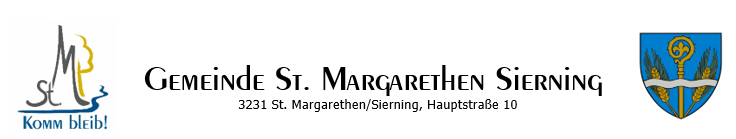 St M
Komm bleib!
Gemeinde St. Margarethen Sierning
3231 St. Margarethen/Sierning, Hauptstraße 10